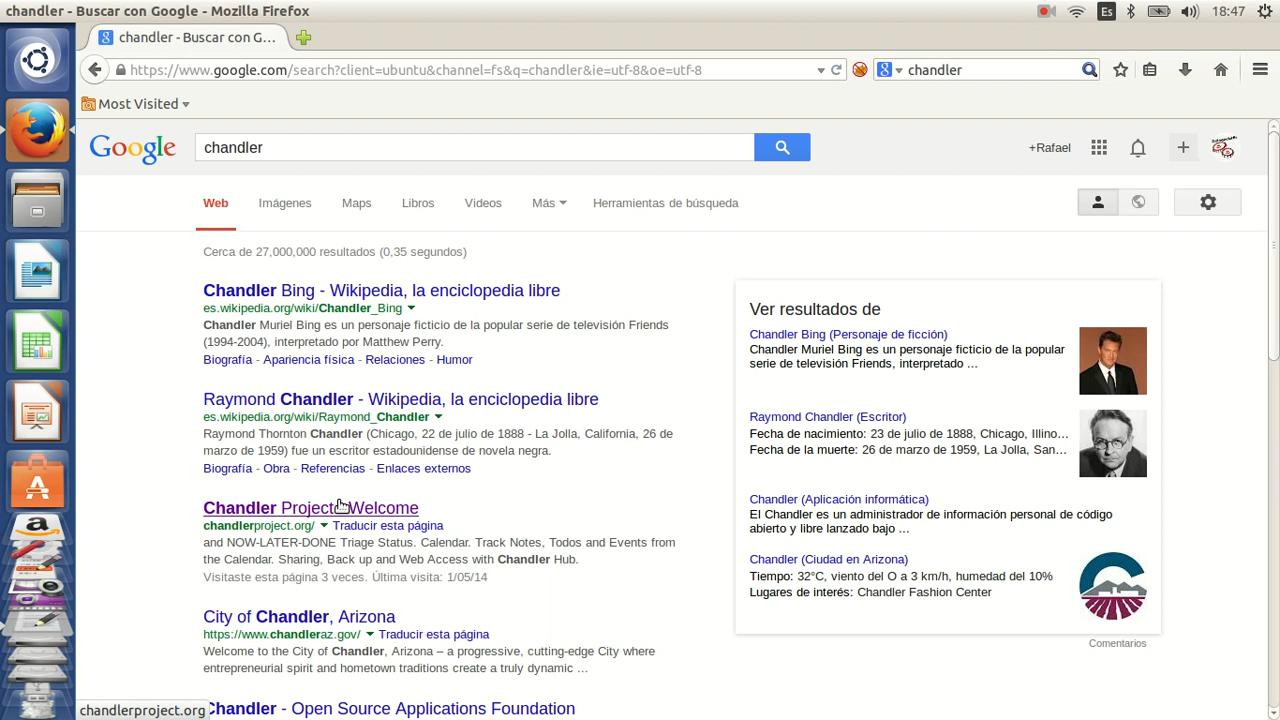 chandler - Buscar con Google - Mozilla Firefox
Es
18:47
chandler - Buscar con G...
https://www.google.com/search?client=ubuntu&channel=fs&q=chandler&ie=utf-8&oe=utf-8
chandler
Most Visited
Google
chandler
+Rafael
Web
Imágenes
Maps
Libros
Videos
Más
Herramientas de búsqueda
Cerca de 27,000,000 resultados (0,35 segundos)
Chandler Bing - Wikipedia, la enciclopedia libre
es.wikipedia.org/wiki/Chandler_Bing
Chandler Muriel Bing es un personaje ficticio de la popular serie de televisión Friends
(1994-2004), interpretado por Matthew Perry.
Biografía - Apariencia física - Relaciones - Humor
Raymond Chandler - Wikipedia, la enciclopedia libre
es.wikipedia.org/wiki/Raymond_Chandler
Raymond Thornton Chandler (Chicago, 22 de julio de 1888 - La Jolla, California, 26 de
marzo de 1959) fue un escritor estadounidense de novela negra.
Biografía - Obra - Referencias - Enlaces externos
Chandler Project Welcome
chandlerproject.org/ Traducir esta página
and NOW-LATER-DONE Triage Status. Calendar. Track Notes, Todos and Events from
the Calendar. Sharing, Back up and Web Access with Chandler Hub.
Visitaste esta página 3 veces. Última visita: 1/05/14
City of Chandler, Arizona
https://www.chandleraz.gov/ Traducir esta página
Welcome to the City of Chandler, Arizona – a progressive, cutting-edge City where
entrepreneurial spirit and hometown traditions create a truly dynamic ...
Chandler - Open Source Applications Foundation
chandlerproject.org
Ver resultados de
Chandler Bing (Personaje de ficción)
Chandler Muriel Bing es un personaje ficticio de la popular
serie de televisión Friends, interpretado ...
Raymond Chandler (Escritor)
Fecha de nacimiento: 23 de julio de 1888, Chicago, Illino...
Fecha de la muerte: 26 de marzo de 1959, La Jolla, San...
Chandler (Aplicación informática)
El Chandler es un administrador de información personal de código
abierto y libre lanzado bajo ...
Chandler (Ciudad en Arizona)
Tiempo: 32°C, viento del O a 3 km/h, humedad del 10%
Lugares de interés: Chandler Fashion Center
Comentarios